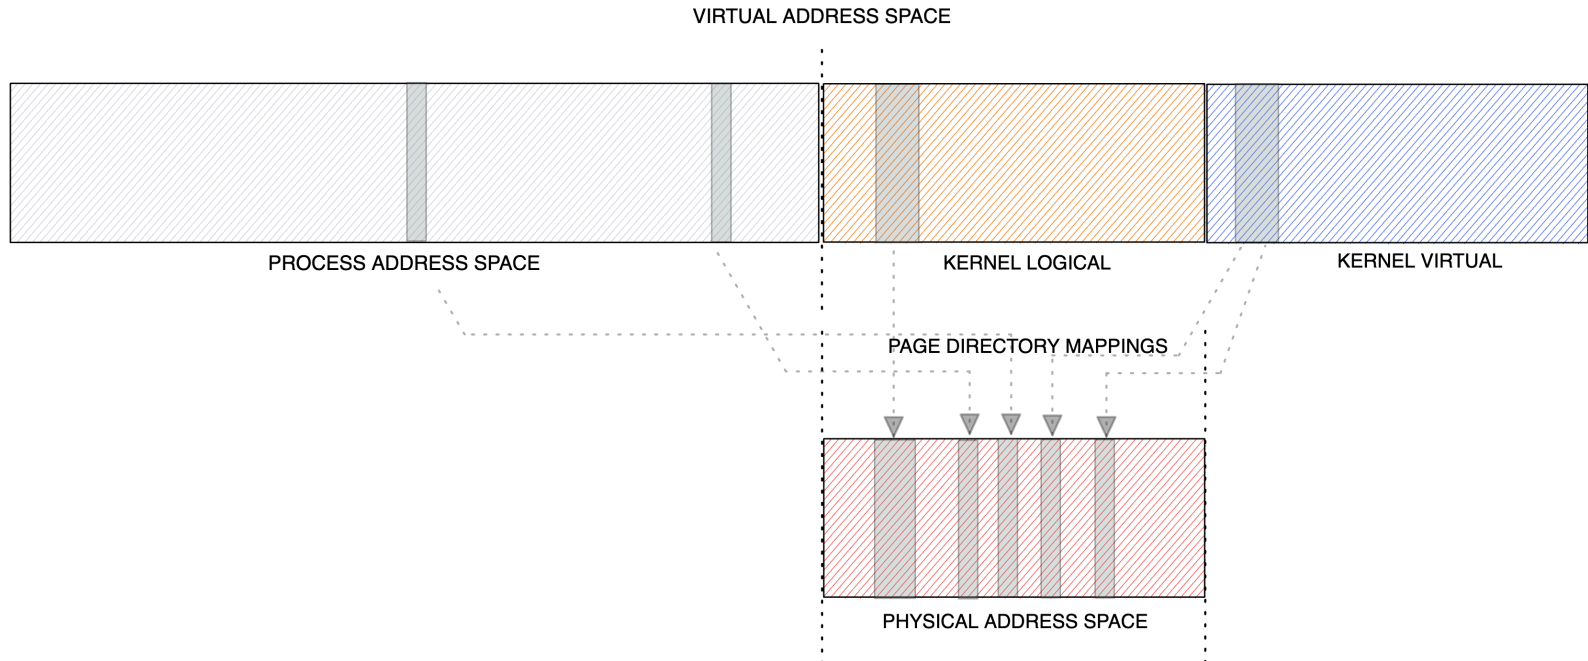 VIRTUAL ADDRESS SPACE
PROCESS ADDRESS SPACE
KERNEL LOGICAL
KERNEL VIRTUAL
PAGE DIRECTORY MAPPINGS
PHYSICAL ADDRESS SPACE